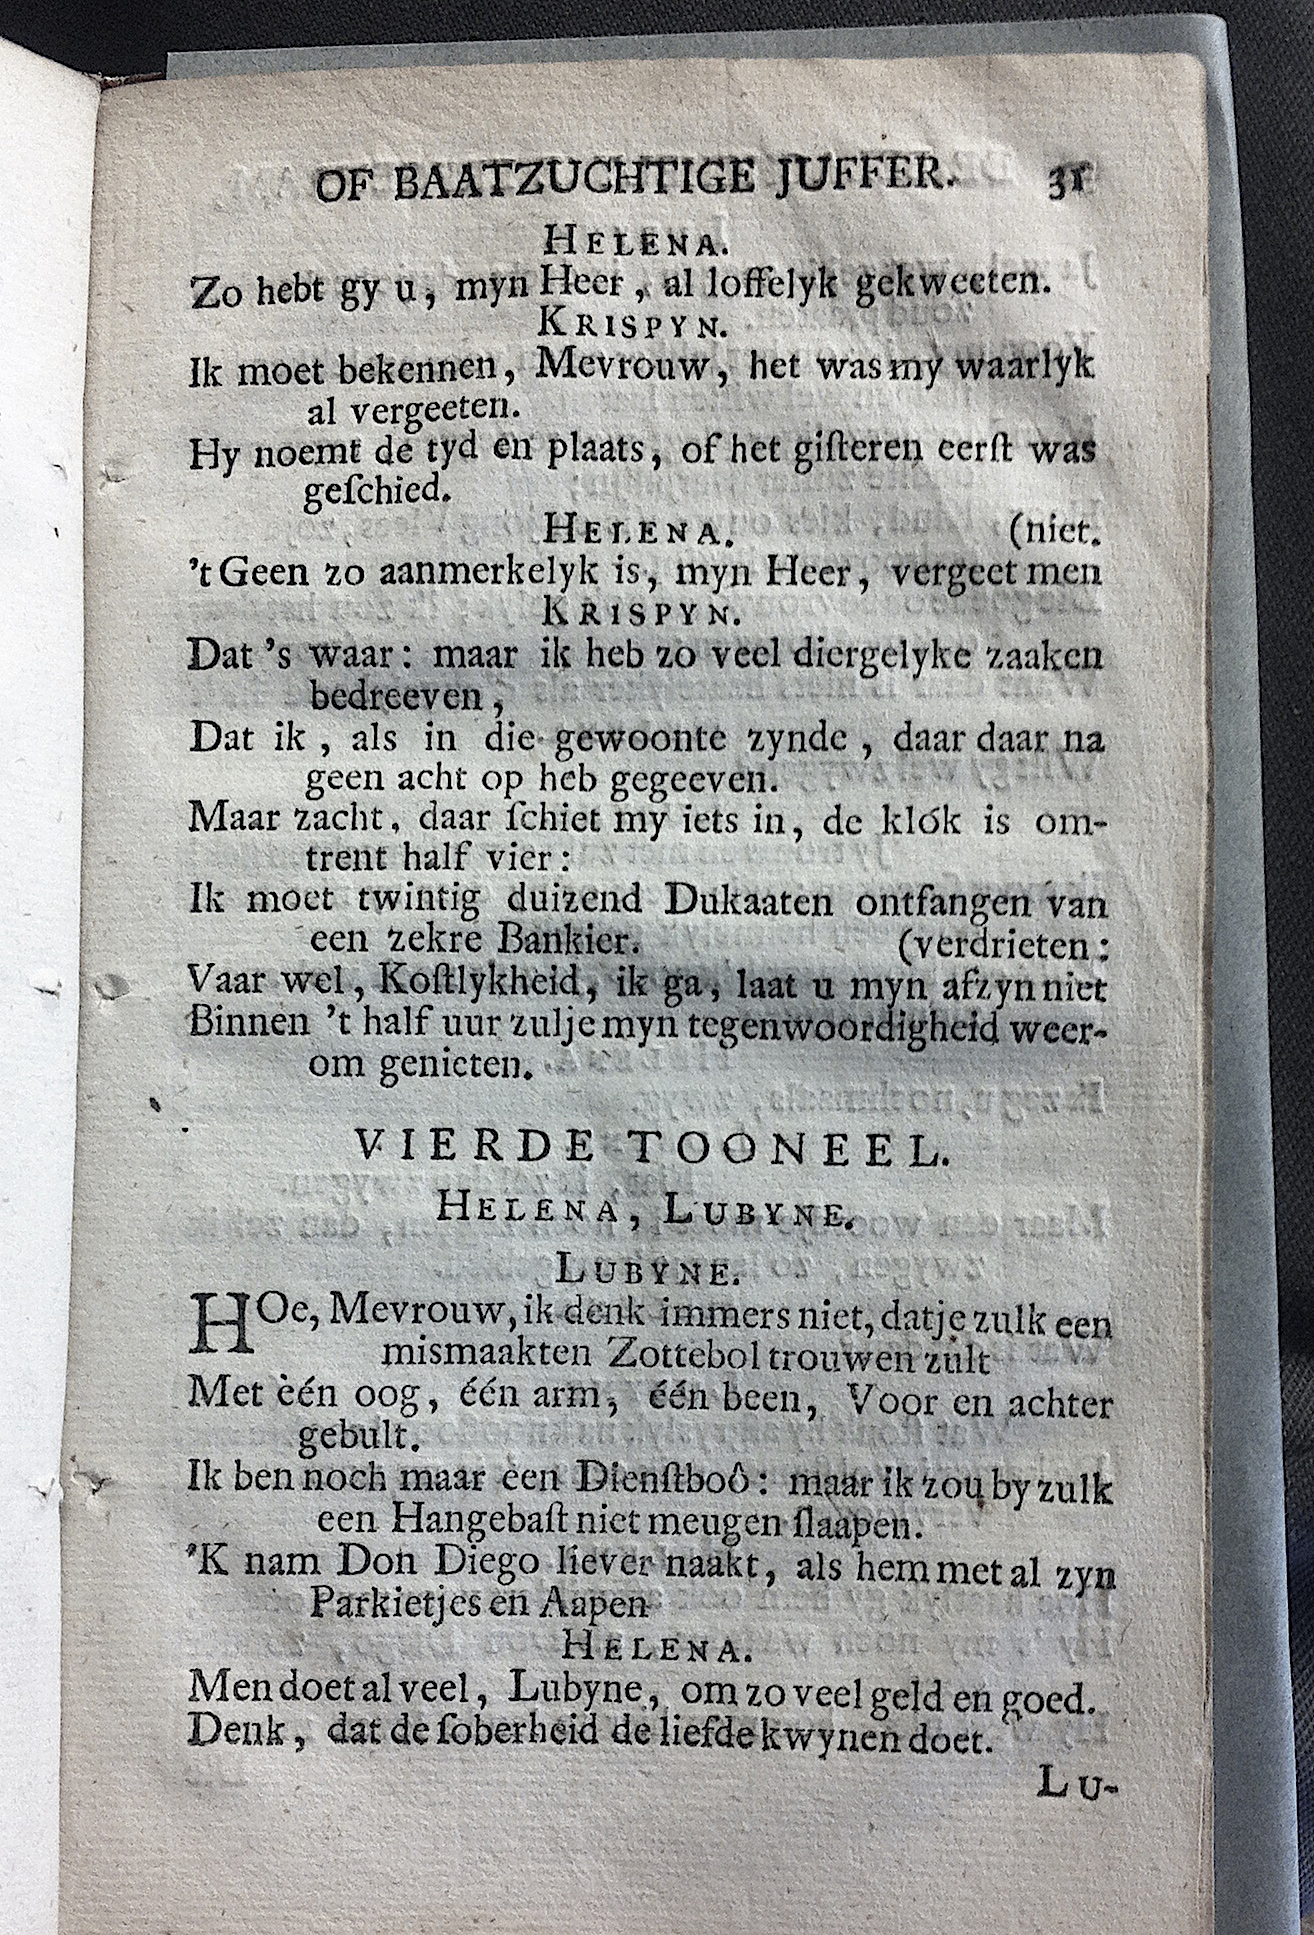 OF BAATZUCHTIGE JUFFER. 31
HELENA.
Zo hebt gy u, myn Heer, al loffelyk gekweeten.
KRISPYN.
Ik moet bekennen, Mevrouw, het was my waarlyk
al vergeeten.
Hy noemt de tyd en plaats, of het giſteren eerſt was
geſchied.
HELENA. (niet.
't Geen zo aanmerkelyk is, myn Heer, vergeet men
KRISPYN.
Dat 's waar: maar ik heb zo veel diergelyke zaaken
bedreeven,
Dat ik, als in die gewoonte zynde, daar daar na
geen acht op heb gegeeven.
Maar zacht, daar ſchiet my iets in, de klók is om-
trent half vier:
Ik moet twintig duizend Dukaaten ontfangen van
een zekre Bankier. (verdrieten:
Vaar wel, Koſtlykheid, ik ga, laat u myn afzyn niet
Binnen 't half uur zulje myn tegenwoordigheid weer-
om genieten.
VIERDE TOONEEL.
HELENA, LUBYNE.
LUBYNE.
HOe, Mevrouw, ik denk immers niet, datje zulk een
mismaakten Zottebol trouwen zult
Met èén oog, één arm, één been, Voor en achter
gebult.
Ik ben noch maar een Dienſtboô: maar ik zou by zulk
een Hangebaſt niet meugen ſlaapen.
'K nam Don Diego liever naakt, als hem met al zyn
Parkietjes en Aapen
HELENA.
Men doet al veel, Lubyne, om zo veel geld en goed.
Denk, dat de ſoberheid de liefde kwynen doet.
LU-